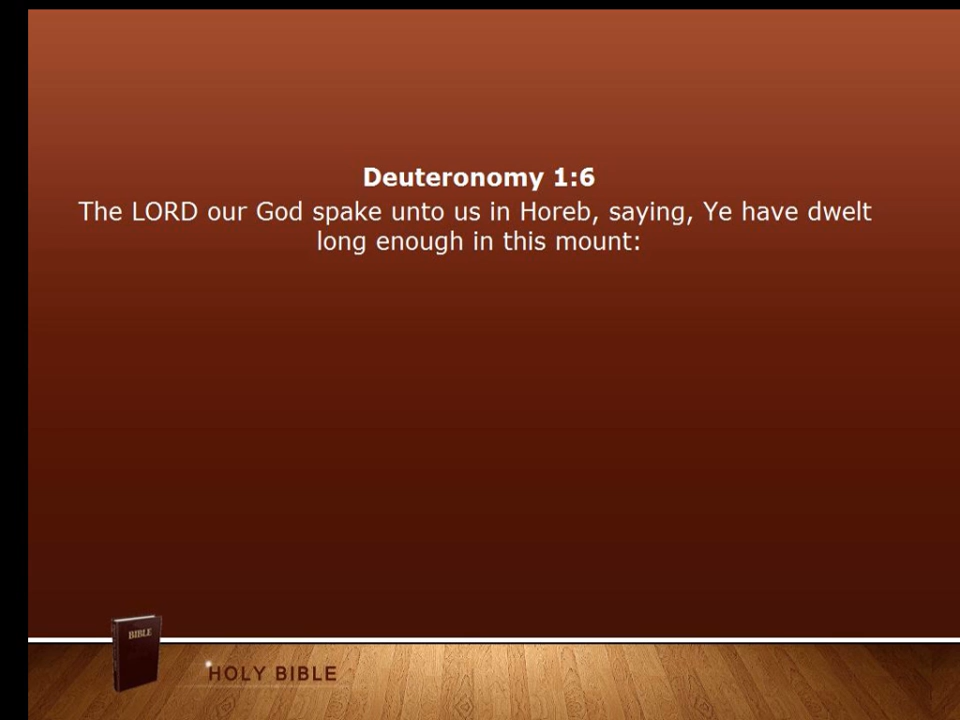 Deuteronomy 1:6
The LORD our God spake unto us in Horeb, saying, Ye have dwelt
long enough in this mount:
BIBLE
HOLY BIBLE